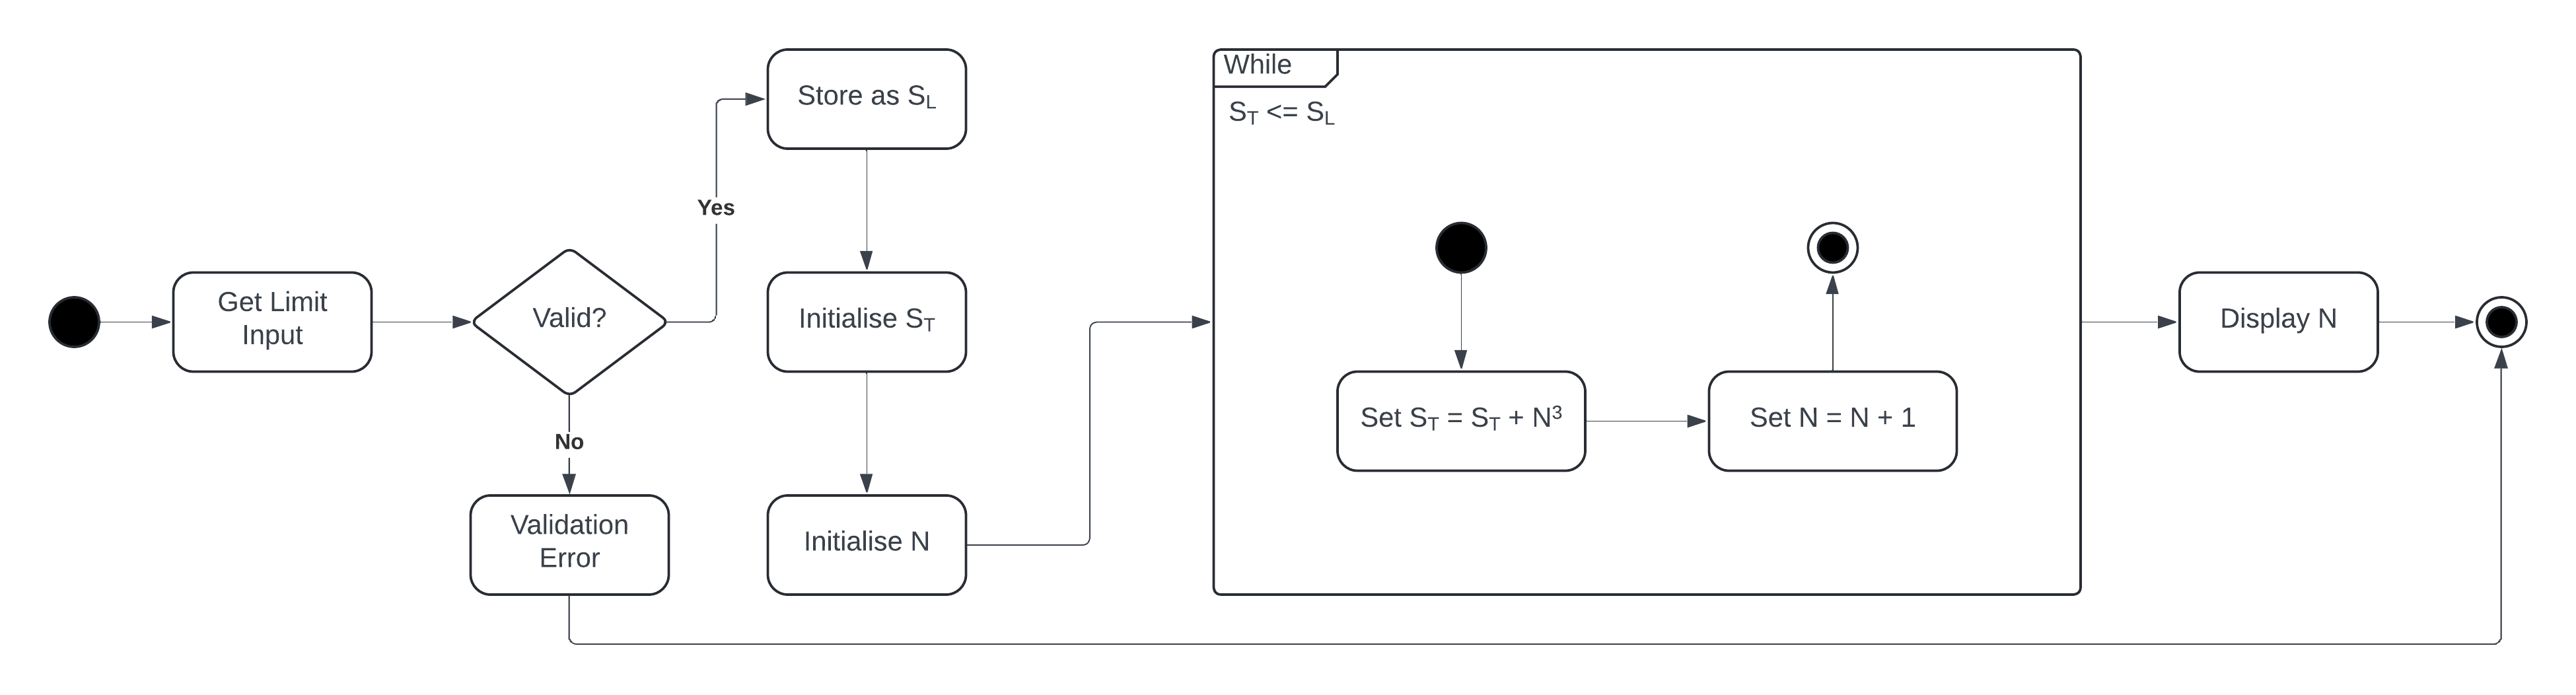 Get Limit
Input
Valid?
Yes
No
Validation
Error
Store as S_L
Initialise S_T
Initialise N
While
S_T <= S_L
Set S_T = S_T + N³
Set N = N + 1
Display N